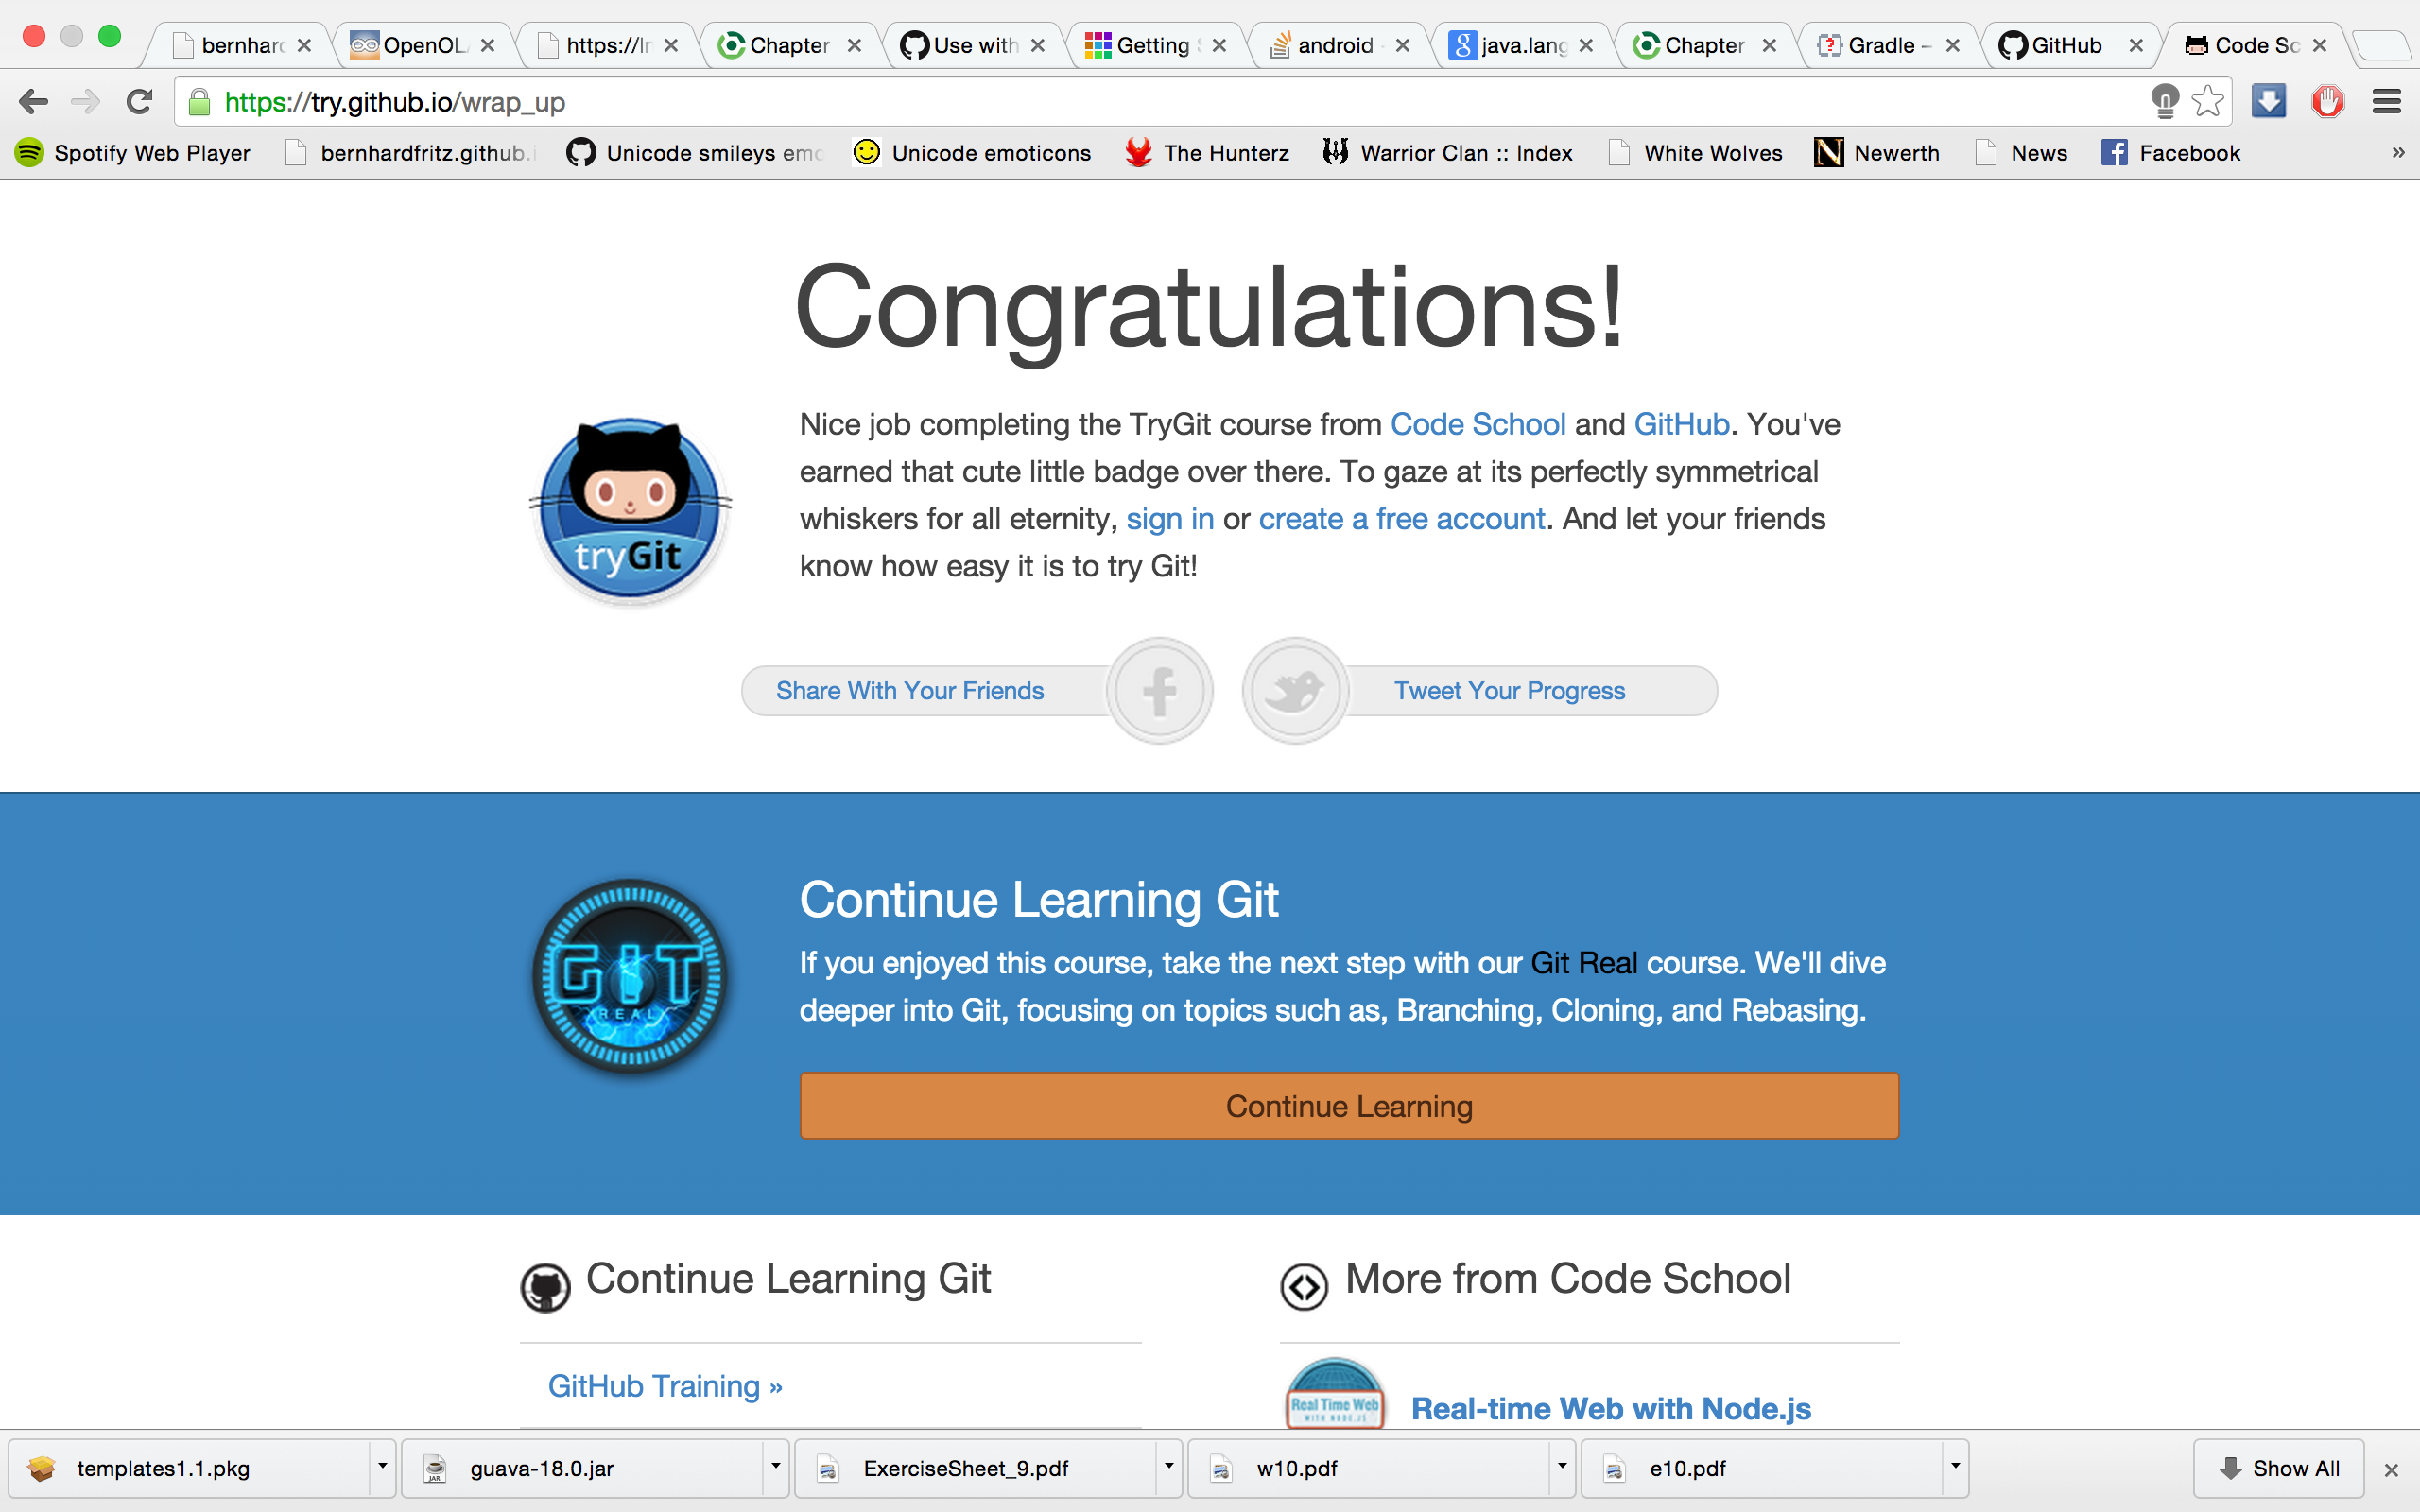 bernhard
OpenOL
https://lr
Chapter
Use with
Getting
android
java.lang
Chapter
Gradle –
GitHub
Code Sc
https://try.github.io/wrap_up
Spotify Web Player
bernhardfritz.github.i
Unicode smileys emo
Unicode emoticons
The Hunterz
Warrior Clan :: Index
White Wolves
Newerth
News
Facebook
»
Congratulations!
Nice job completing the TryGit course from Code School and GitHub. You've
earned that cute little badge over there. To gaze at its perfectly symmetrical
whiskers for all eternity, sign in or create a free account. And let your friends
know how easy it is to try Git!
tryGit
Share With Your Friends
Tweet Your Progress
GIT
REAL
Continue Learning Git
If you enjoyed this course, take the next step with our Git Real course. We'll dive
deeper into Git, focusing on topics such as, Branching, Cloning, and Rebasing.
Continue Learning
Continue Learning Git
GitHub Training »
More from Code School
Real Time Web
WITH NODE.JS
Real-time Web with Node.js
templates1.1.pkg
guava-18.0.jar
ExerciseSheet_9.pdf
w10.pdf
e10.pdf
Show All